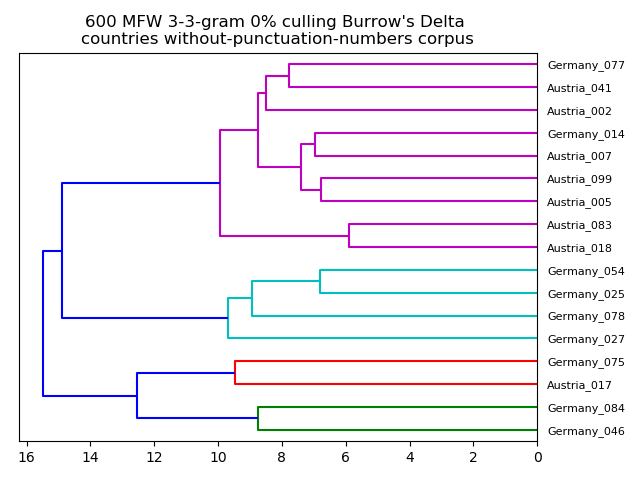 600 MFW 3-3-gram 0% culling Burrow's Delta
countries without-punctuation-numbers corpus
Germany_077
Austria_041
Austria_002
Germany_014
Austria_007
Austria_099
Austria_005
Austria_083
Austria_018
Germany_054
Germany_025
Germany_078
Germany_027
Germany_075
Austria_017
Germany_084
Germany_046
16 14 12 10 8 6 4 2 0